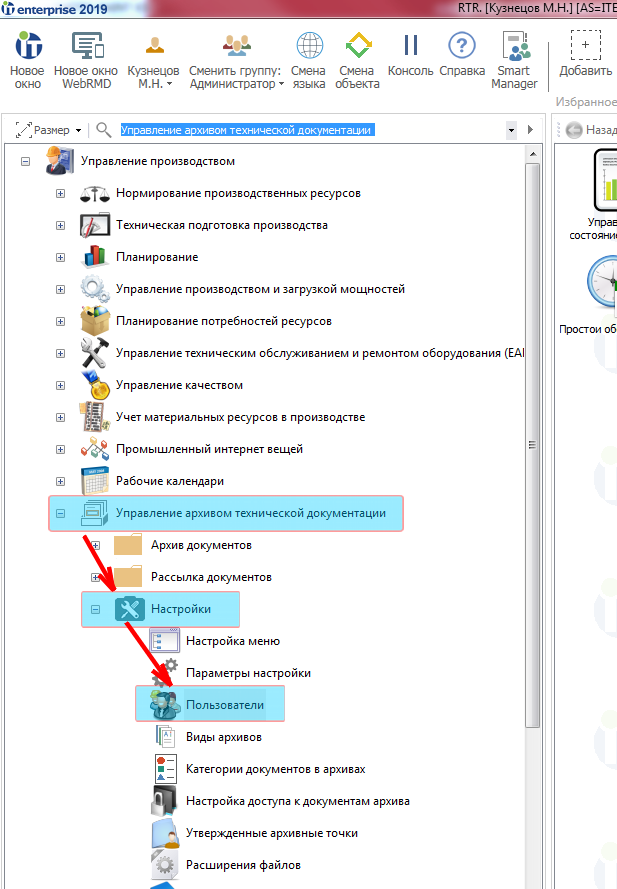 it enterprise 2019
RTR. [Кузнецов М.Н.] [AS=ITE
Новое
окно
Новое окно
WebRMD
Кузнецов
М.Н.
Сменить группу:
Администратор
Смена
языка
Смена
объекта
Консоль
Справка
Smart
Manager
Добавить
Избранное
Размер
Управление архивом технической документации
Назад
Управление производством
Нормирование производственных ресурсов
Техническая подготовка производства
Планирование
Управление производством и загрузкой мощностей
Планирование потребностей ресурсов
Управление техническим обслуживанием и ремонтом оборудования (EAI
Управление качеством
Учет материальных ресурсов в производстве
Промышленный интернет вещей
Рабочие календари
Управление архивом технической документации
Архив документов
Рассылка документов
Настройки
Настройка меню
Параметры настройки
Пользователи
Виды архивов
Категории документов в архивах
Настройка доступа к документам архива
Утвержденные архивные точки
Расширения файлов
Управ
состояние
Простои об